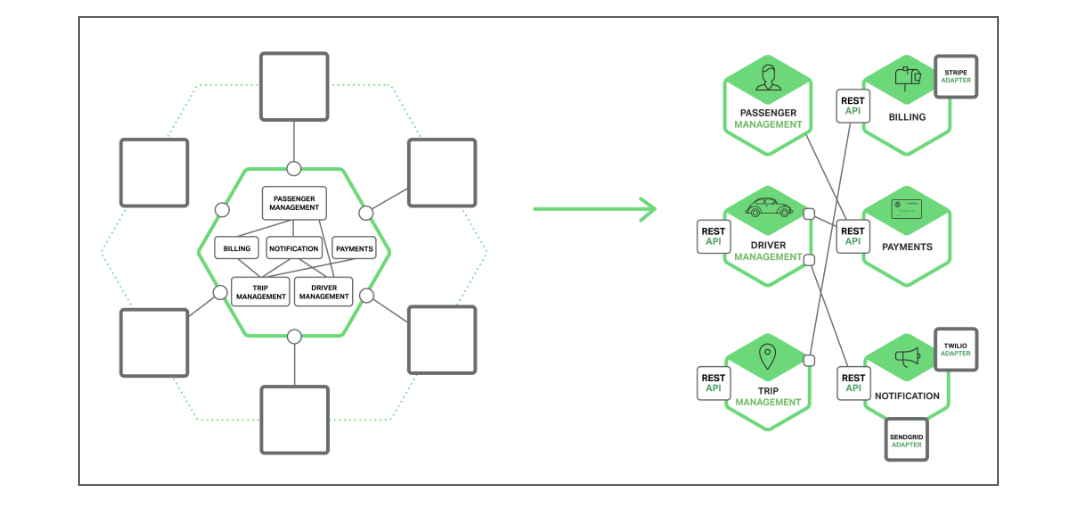 PASSENGER
MANAGEMENT
BILLING
NOTIFICATION
PAYMENTS
TRIP
MANAGEMENT
DRIVER
MANAGEMENT
PASSENGER
MANAGEMENT
REST
API
BILLING
STRIPE
ADAPTER
REST
API
DRIVER
MANAGEMENT
REST
API
PAYMENTS
REST
API
TRIP
MANAGEMENT
REST
API
NOTIFICATION
TWILIO
ADAPTER
SENDGRID
ADAPTER